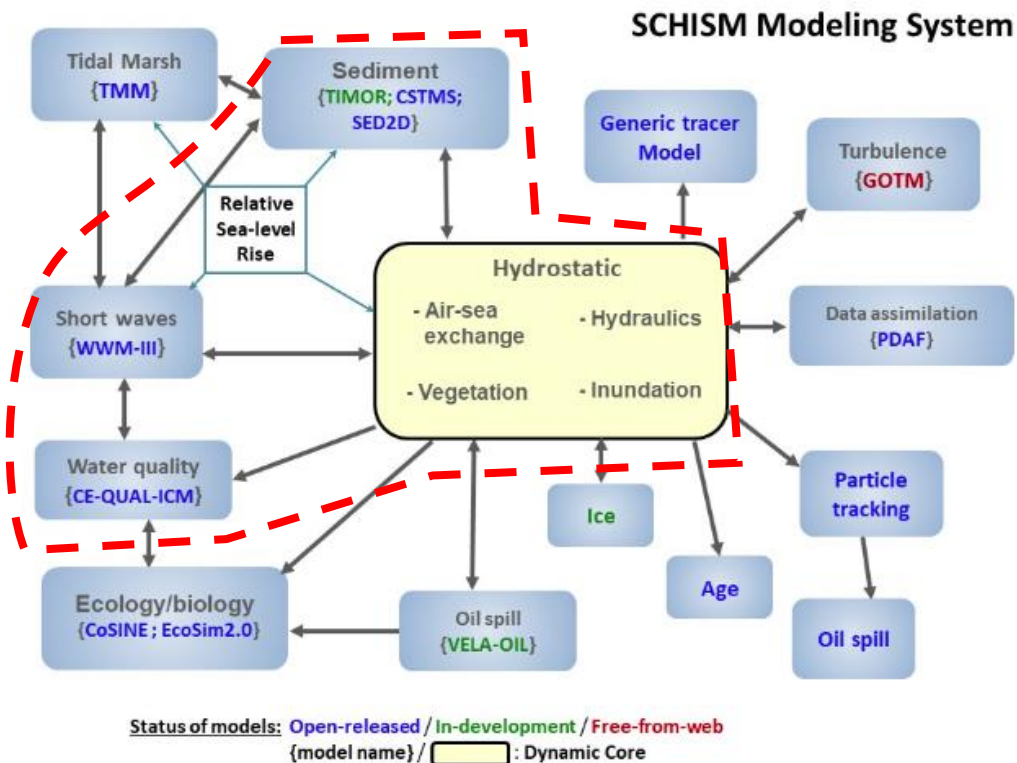 SCHISM Modeling System
Tidal Marsh
{TMM}
Sediment
{TIMOR; CSTMS;
SED2D}
Generic tracer
Model
Turbulence
{GOTM}
Relative
Sea-level
Rise
Hydrostatic
- Air-sea
exchange
- Hydraulics
- Vegetation
- Inundation
Short waves
{WWM-III}
Data assimilation
{PDAF}
Water quality
{CE-QUAL-ICM}
Particle
tracking
Ice
Ecology/biology
{CoSINE ; EcoSim2.0}
Oil spill
{VELA-OIL}
Age
Oil spill
Status of models: Open-released / In-development / Free-from-web
{model name} / : Dynamic Core